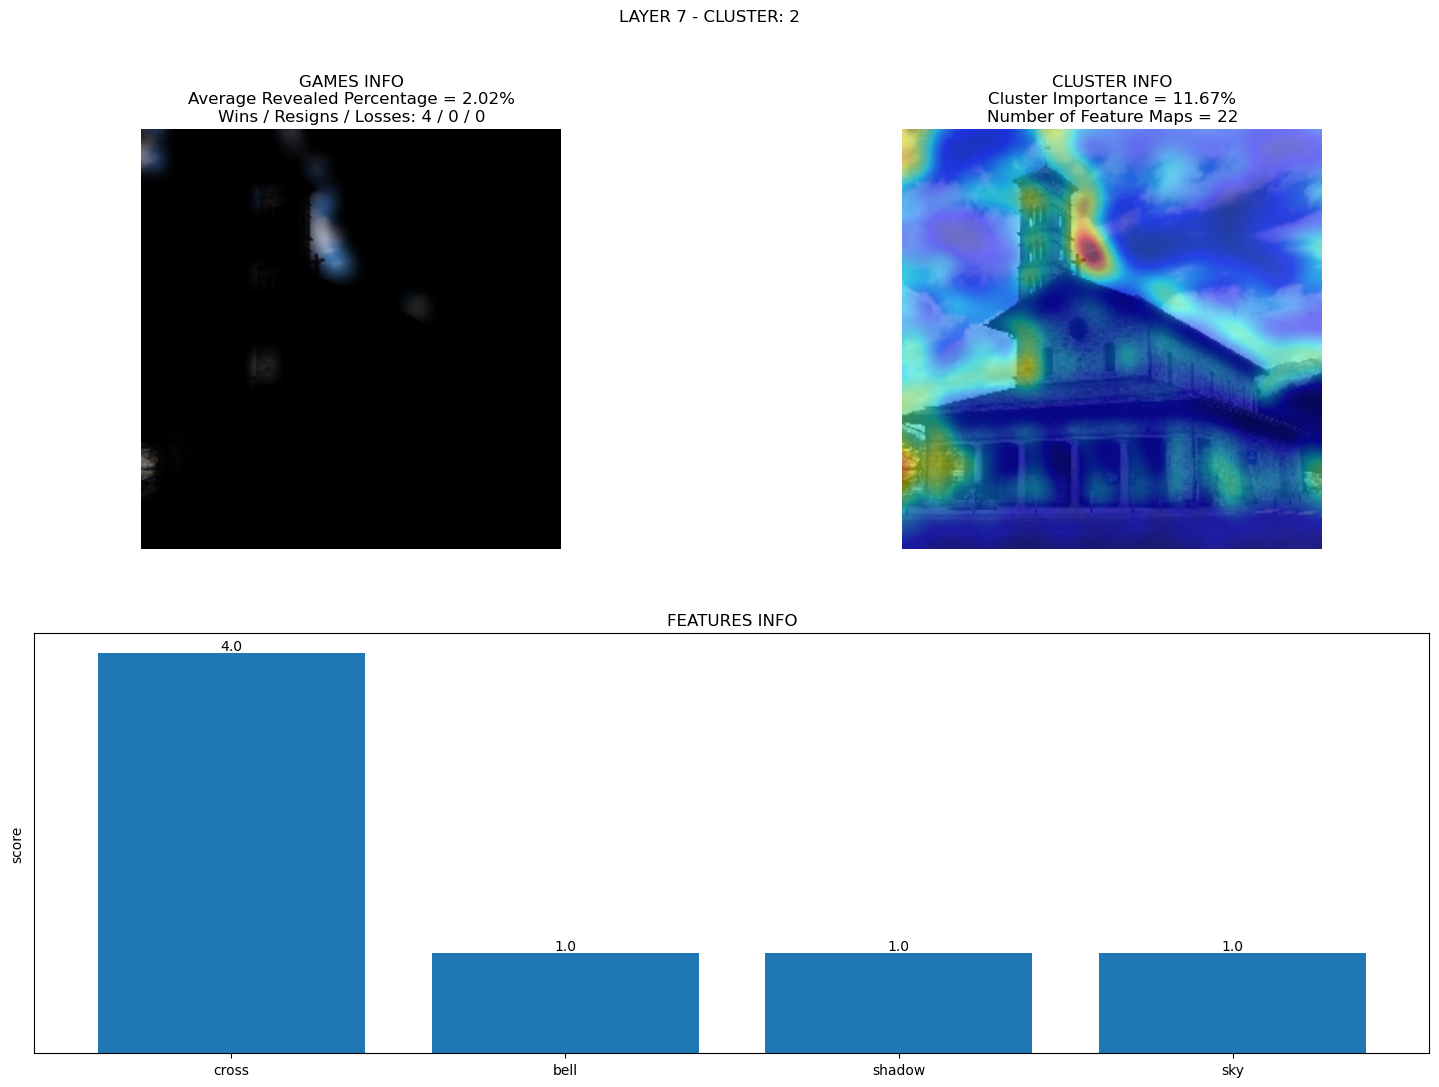 LAYER 7 - CLUSTER: 2
GAMES INFO
Average Revealed Percentage = 2.02%
Wins / Resigns / Losses: 4 / 0 / 0
CLUSTER INFO
Cluster Importance = 11.67%
Number of Feature Maps = 22
FEATURES INFO
score
4.0
1.0
1.0
1.0
cross
bell
shadow
sky